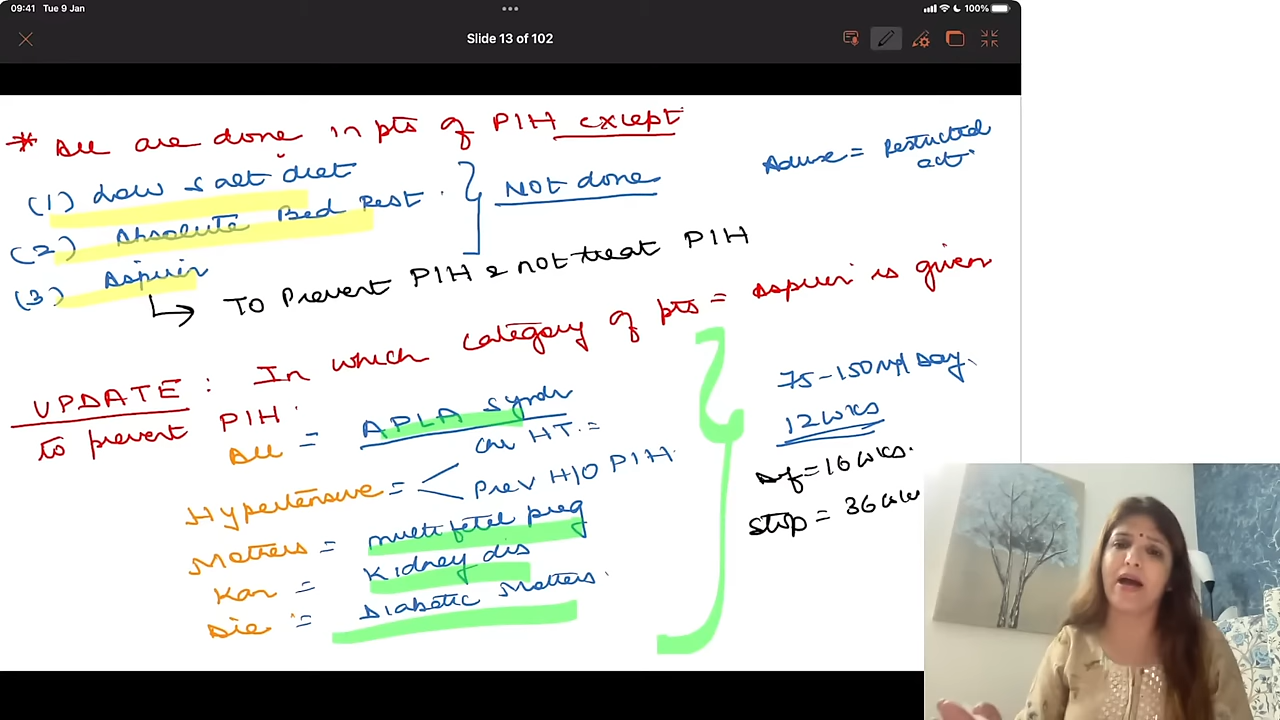 09:41 Tue 9 Jan
100%
Slide 13 of 102
* All are done in pts of PIH except
(1) Low salt diet
(2) Absolute Bed Rest
(3) Aspirin
NOT done
Advise = Restricted
act
↳ TO Prevent PIH & not treat PIH
UPDATE : In which category of pts = Aspirin is given
to prevent PIH
All = APLA syndr
Hypertensive = < Chr HT =
Prev H/O PIH
Matters = multifetal preg
Kan = Kidney dis
Die = Diabetic Mothers
75-150mg/Day
12wks
= 16 wks.
Stop = 36